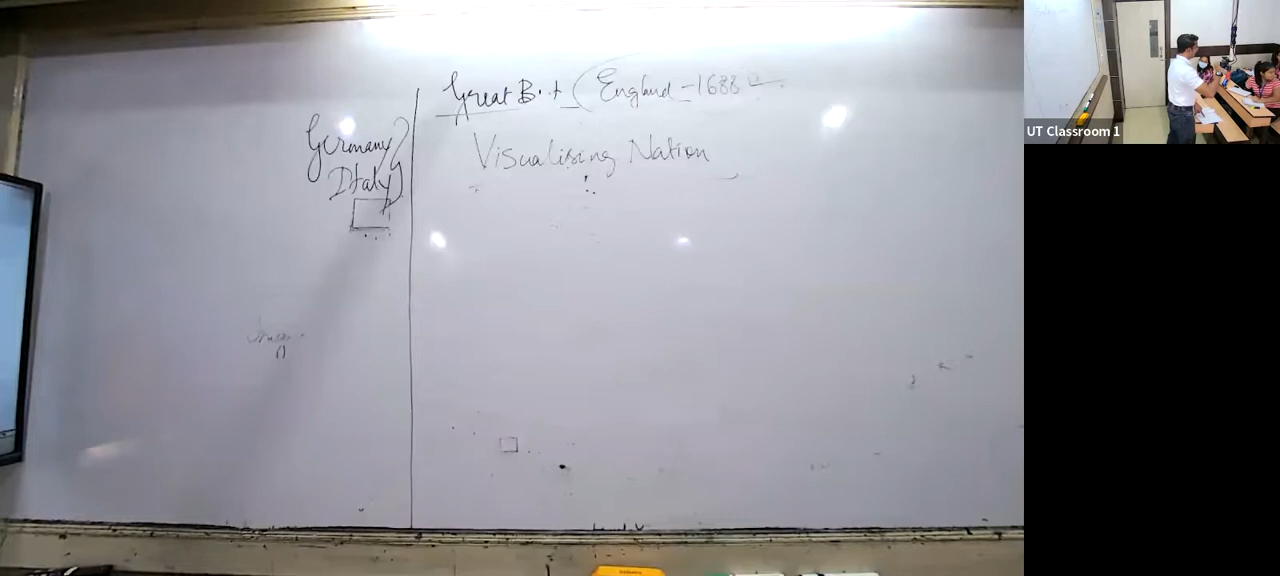 Great Brit (England - 1688
Germany
Italy
Visualising Nation
UT Classroom 1